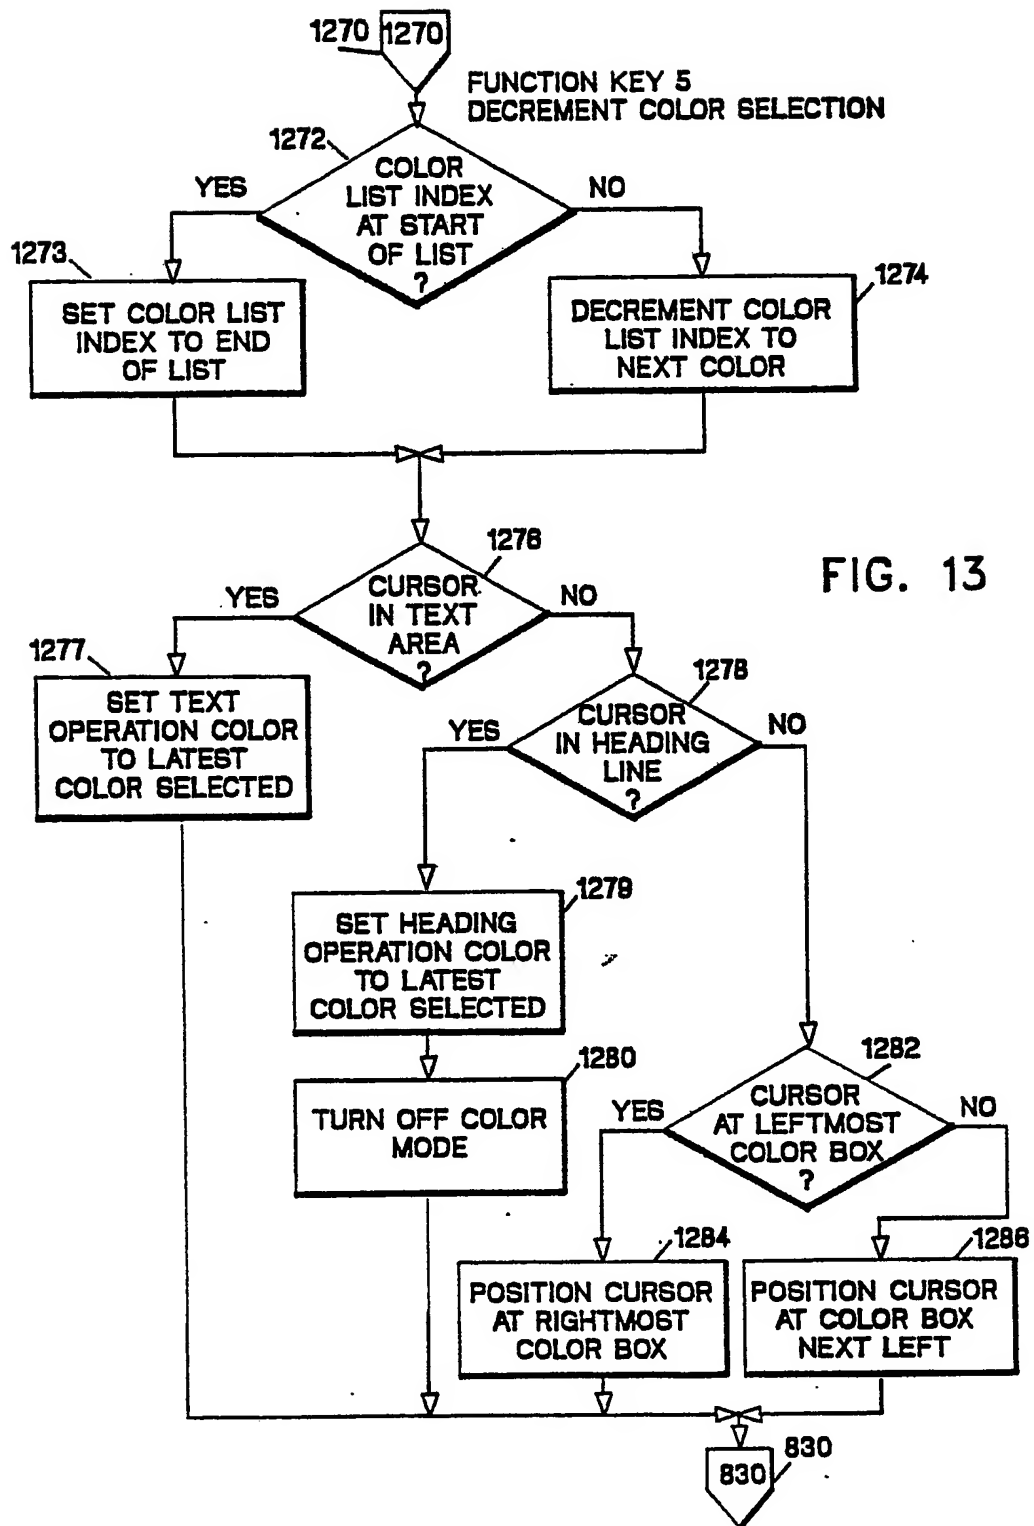 1270 1270
FUNCTION KEY 5
DECREMENT COLOR SELECTION
1272
COLOR
LIST INDEX
AT START
OF LIST
?
YES
NO
1273
SET COLOR LIST
INDEX TO END
OF LIST
1274
DECREMENT COLOR
LIST INDEX TO
NEXT COLOR
1276
CURSOR
IN TEXT
AREA
?
YES
NO
FIG. 13
1277
SET TEXT
OPERATION COLOR
TO LATEST
COLOR SELECTED
1278
CURSOR
IN HEADING
LINE
?
YES
NO
1279
SET HEADING
OPERATION COLOR
TO LATEST
COLOR SELECTED
1280
TURN OFF COLOR
MODE
1282
CURSOR
AT LEFTMOST
COLOR BOX
?
YES
NO
1284
POSITION CURSOR
AT RIGHTMOST
COLOR BOX
1286
POSITION CURSOR
AT COLOR BOX
NEXT LEFT
830 830